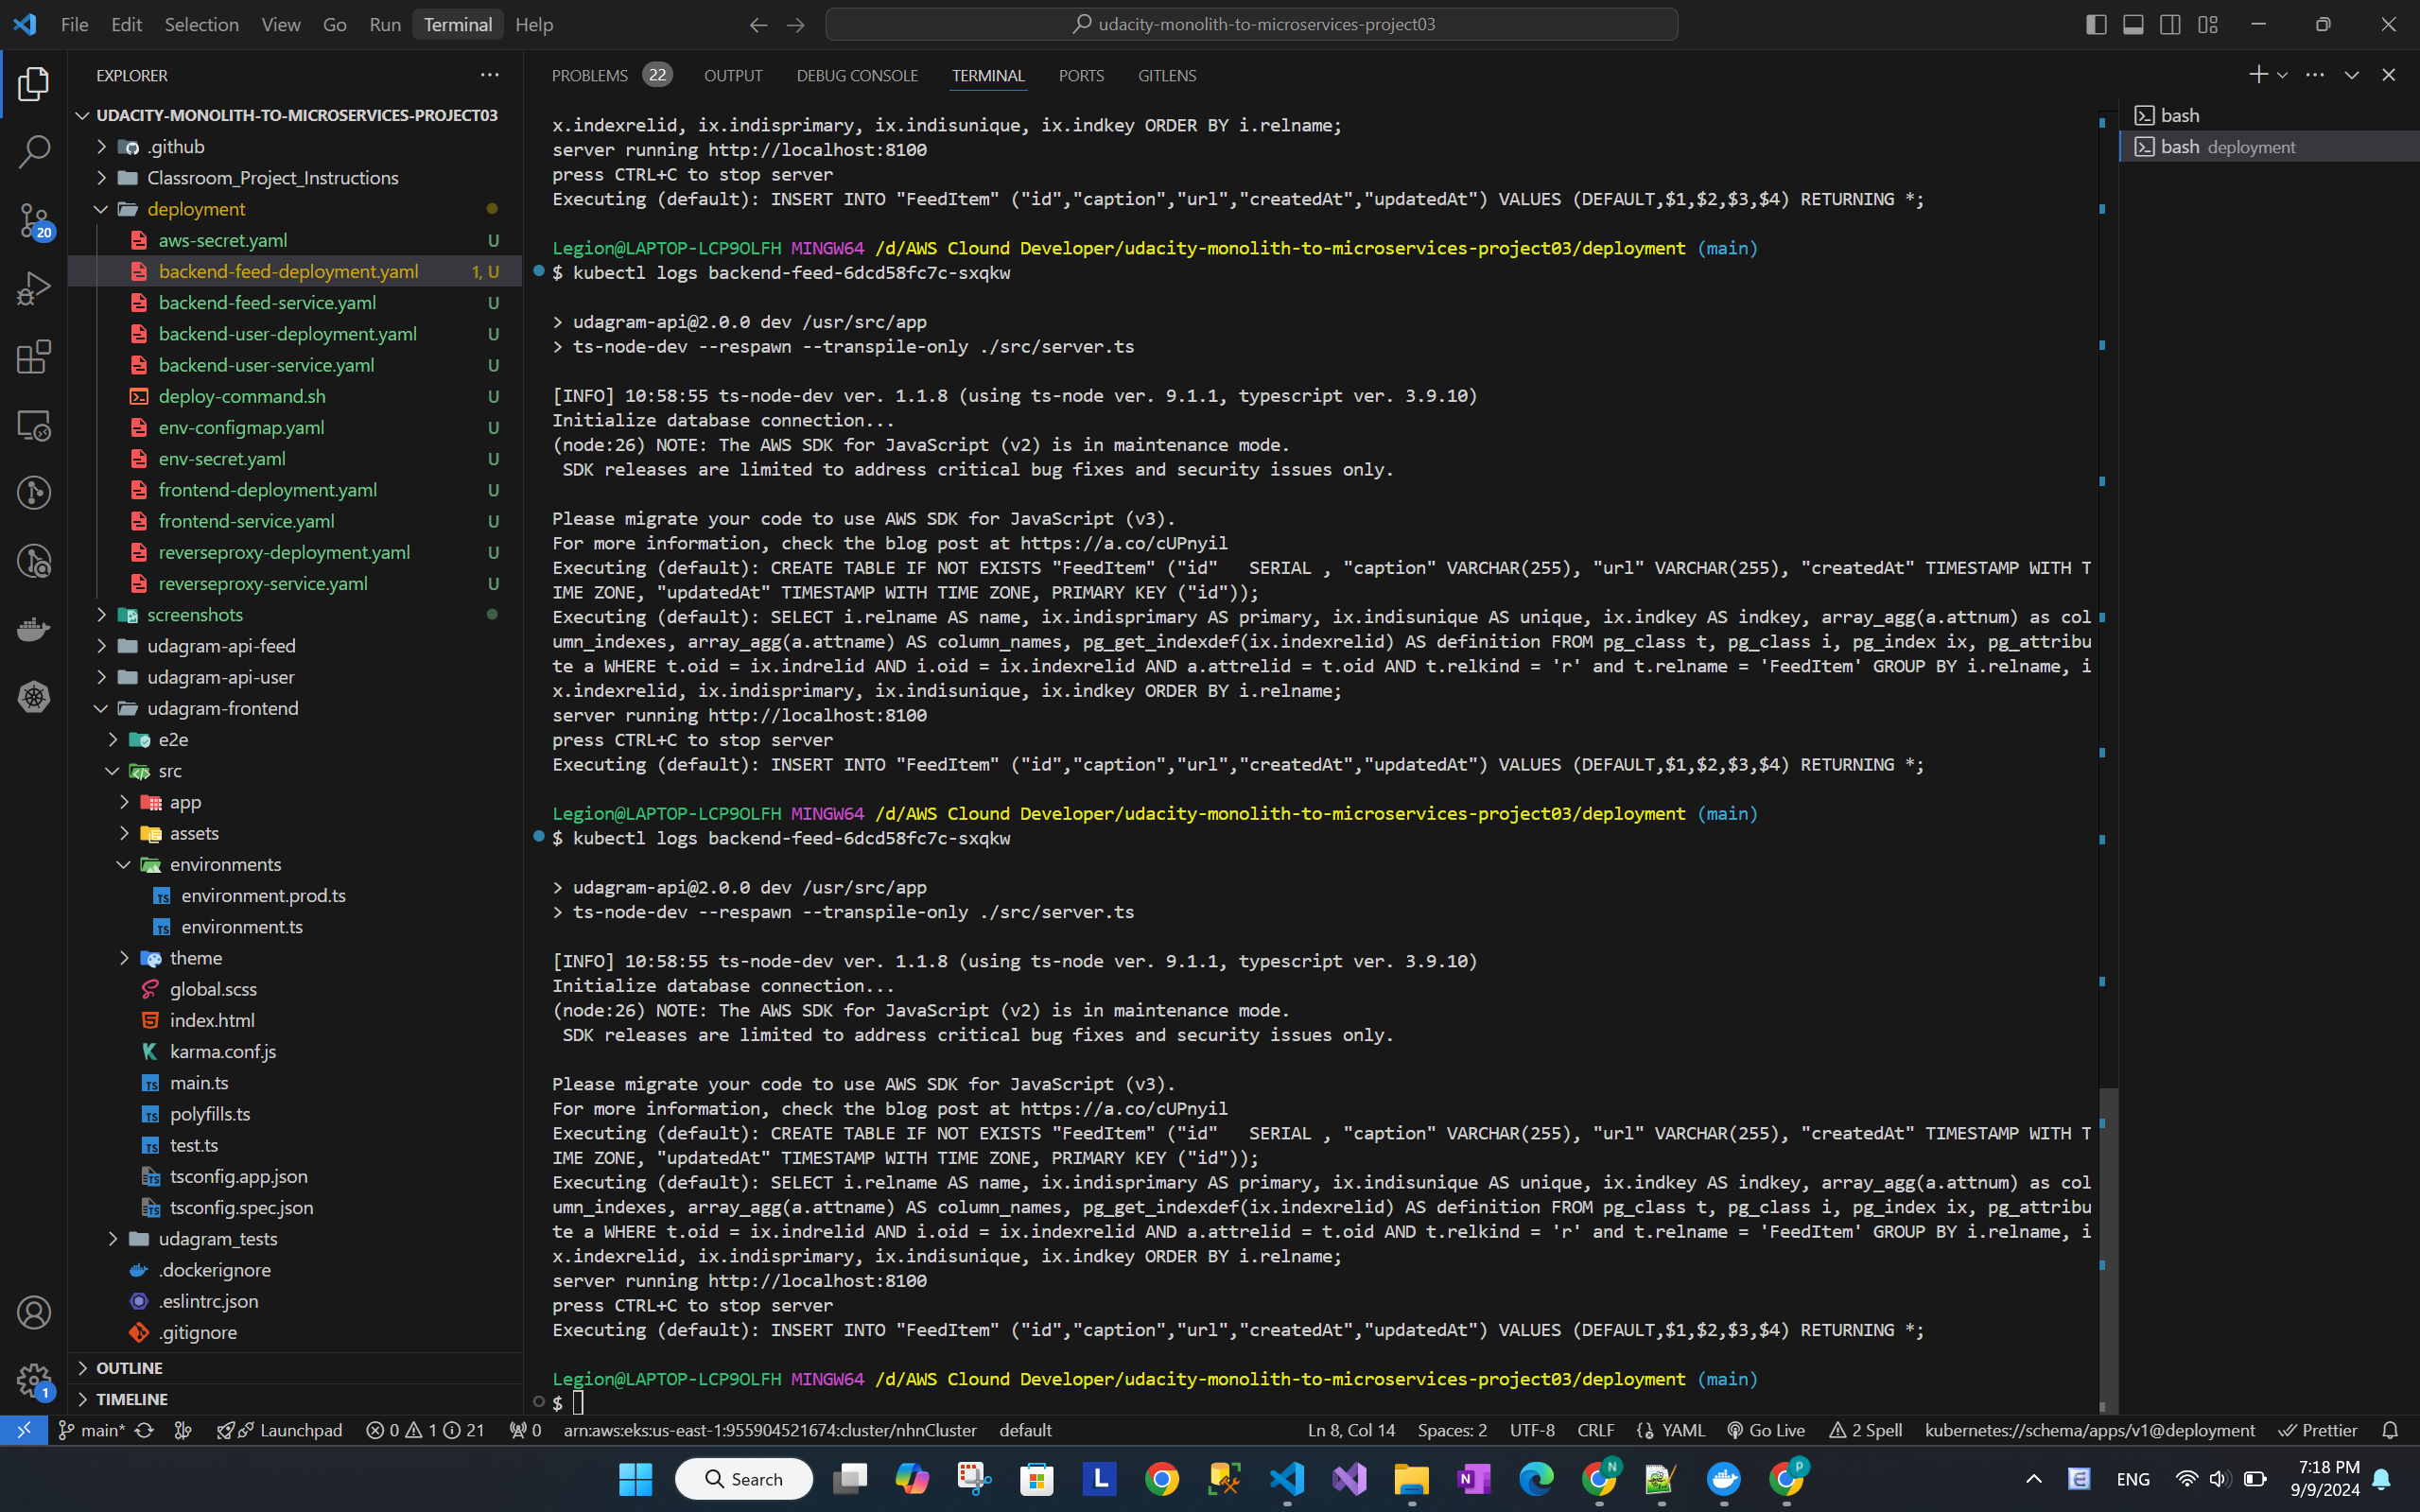 File Edit Selection View Go Run Terminal Help
udacity-monolith-to-microservices-project03
EXPLORER
UDACITY-MONOLITH-TO-MICROSERVICES-PROJECT03
.github
Classroom_Project_Instructions
deployment
aws-secret.yaml U
backend-feed-deployment.yaml 1, U
backend-feed-service.yaml U
backend-user-deployment.yaml U
backend-user-service.yaml U
deploy-command.sh U
env-configmap.yaml U
env-secret.yaml U
frontend-deployment.yaml U
frontend-service.yaml U
reverseproxy-deployment.yaml U
reverseproxy-service.yaml U
screenshots
udagram-api-feed
udagram-api-user
udagram-frontend
e2e
src
app
assets
environments
environment.prod.ts
environment.ts
theme
global.scss
index.html
karma.conf.js
main.ts
polyfills.ts
test.ts
tsconfig.app.json
tsconfig.spec.json
udagram_tests
.dockerignore
.eslintrc.json
.gitignore
OUTLINE
TIMELINE
20
1
PROBLEMS 22 OUTPUT DEBUG CONSOLE TERMINAL PORTS GITLENS
x.indexrelid, ix.indisprimary, ix.indisunique, ix.indkey ORDER BY i.relname;
server running http://localhost:8100
press CTRL+C to stop server
Executing (default): INSERT INTO "FeedItem" ("id","caption","url","createdAt","updatedAt") VALUES (DEFAULT,$1,$2,$3,$4) RETURNING *;
Legion@LAPTOP-LCP9OLFH MINGW64 /d/AWS Clound Developer/udacity-monolith-to-microservices-project03/deployment (main)
$ kubectl logs backend-feed-6dcd58fc7c-sxqkw
> udagram-api@2.0.0 dev /usr/src/app
> ts-node-dev --respawn --transpile-only ./src/server.ts
[INFO] 10:58:55 ts-node-dev ver. 1.1.8 (using ts-node ver. 9.1.1, typescript ver. 3.9.10)
Initialize database connection...
(node:26) NOTE: The AWS SDK for JavaScript (v2) is in maintenance mode.
SDK releases are limited to address critical bug fixes and security issues only.
Please migrate your code to use AWS SDK for JavaScript (v3).
For more information, check the blog post at https://a.co/cUPnyil
Executing (default): CREATE TABLE IF NOT EXISTS "FeedItem" ("id"   SERIAL , "caption" VARCHAR(255), "url" VARCHAR(255), "createdAt" TIMESTAMP WITH T
IME ZONE, "updatedAt" TIMESTAMP WITH TIME ZONE, PRIMARY KEY ("id"));
Executing (default): SELECT i.relname AS name, ix.indisprimary AS primary, ix.indisunique AS unique, ix.indkey AS indkey, array_agg(a.attnum) as col
umn_indexes, array_agg(a.attname) AS column_names, pg_get_indexdef(ix.indexrelid) AS definition FROM pg_class t, pg_class i, pg_index ix, pg_attribu
te a WHERE t.oid = ix.indrelid AND i.oid = ix.indexrelid AND a.attrelid = t.oid AND t.relkind = 'r' and t.relname = 'FeedItem' GROUP BY i.relname, i
x.indexrelid, ix.indisprimary, ix.indisunique, ix.indkey ORDER BY i.relname;
server running http://localhost:8100
press CTRL+C to stop server
Executing (default): INSERT INTO "FeedItem" ("id","caption","url","createdAt","updatedAt") VALUES (DEFAULT,$1,$2,$3,$4) RETURNING *;
Legion@LAPTOP-LCP9OLFH MINGW64 /d/AWS Clound Developer/udacity-monolith-to-microservices-project03/deployment (main)
$ kubectl logs backend-feed-6dcd58fc7c-sxqkw
> udagram-api@2.0.0 dev /usr/src/app
> ts-node-dev --respawn --transpile-only ./src/server.ts
[INFO] 10:58:55 ts-node-dev ver. 1.1.8 (using ts-node ver. 9.1.1, typescript ver. 3.9.10)
Initialize database connection...
(node:26) NOTE: The AWS SDK for JavaScript (v2) is in maintenance mode.
SDK releases are limited to address critical bug fixes and security issues only.
Please migrate your code to use AWS SDK for JavaScript (v3).
For more information, check the blog post at https://a.co/cUPnyil
Executing (default): CREATE TABLE IF NOT EXISTS "FeedItem" ("id"   SERIAL , "caption" VARCHAR(255), "url" VARCHAR(255), "createdAt" TIMESTAMP WITH T
IME ZONE, "updatedAt" TIMESTAMP WITH TIME ZONE, PRIMARY KEY ("id"));
Executing (default): SELECT i.relname AS name, ix.indisprimary AS primary, ix.indisunique AS unique, ix.indkey AS indkey, array_agg(a.attnum) as col
umn_indexes, array_agg(a.attname) AS column_names, pg_get_indexdef(ix.indexrelid) AS definition FROM pg_class t, pg_class i, pg_index ix, pg_attribu
te a WHERE t.oid = ix.indrelid AND i.oid = ix.indexrelid AND a.attrelid = t.oid AND t.relkind = 'r' and t.relname = 'FeedItem' GROUP BY i.relname, i
x.indexrelid, ix.indisprimary, ix.indisunique, ix.indkey ORDER BY i.relname;
server running http://localhost:8100
press CTRL+C to stop server
Executing (default): INSERT INTO "FeedItem" ("id","caption","url","createdAt","updatedAt") VALUES (DEFAULT,$1,$2,$3,$4) RETURNING *;
Legion@LAPTOP-LCP9OLFH MINGW64 /d/AWS Clound Developer/udacity-monolith-to-microservices-project03/deployment (main)
$
bash
bash deployment
main* Launchpad 0 1 21 0 arn:aws:eks:us-east-1:955904521674:cluster/nhnCluster default Ln 8, Col 14 Spaces: 2 UTF-8 CRLF YAML Go Live 2 Spell kubernetes://schema/apps/v1@deployment Prettier
Search
ENG
7:18 PM
9/9/2024